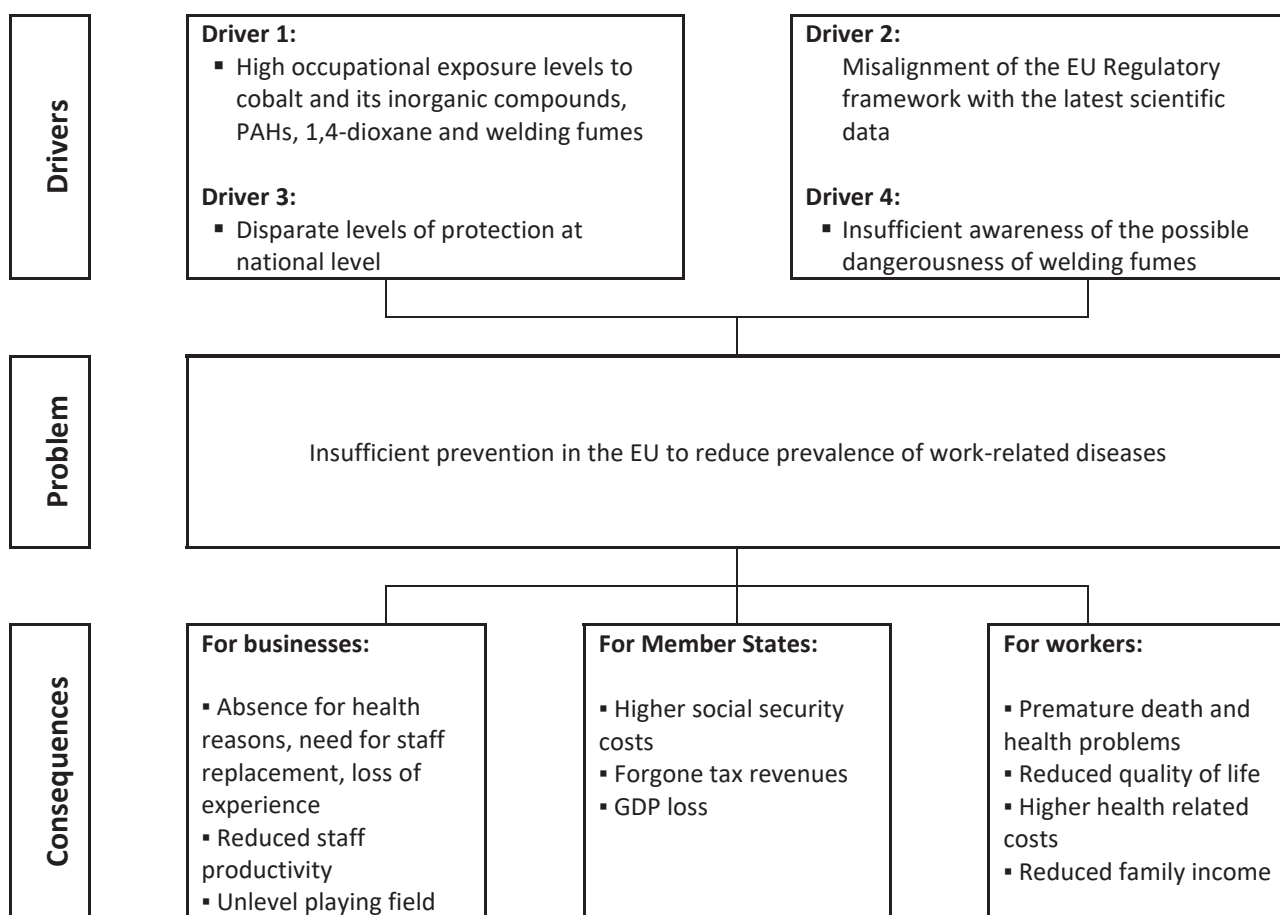 Drivers
Driver 1:
▪ High occupational exposure levels to
cobalt and its inorganic compounds,
PAHs, 1,4-dioxane and welding fumes
Driver 3:
▪ Disparate levels of protection at
national level
Driver 2:
Misalignment of the EU Regulatory
framework with the latest scientific
data
Driver 4:
▪ Insufficient awareness of the possible
dangerousness of welding fumes
Problem
Insufficient prevention in the EU to reduce prevalence of work-related diseases
Consequences
For businesses:
▪ Absence for health
reasons, need for staff
replacement, loss of
experience
▪ Reduced staff
productivity
▪ Unlevel playing field
For Member States:
▪ Higher social security
costs
▪ Forgone tax revenues
▪ GDP loss
For workers:
▪ Premature death and
health problems
▪ Reduced quality of life
▪ Higher health related
costs
▪ Reduced family income